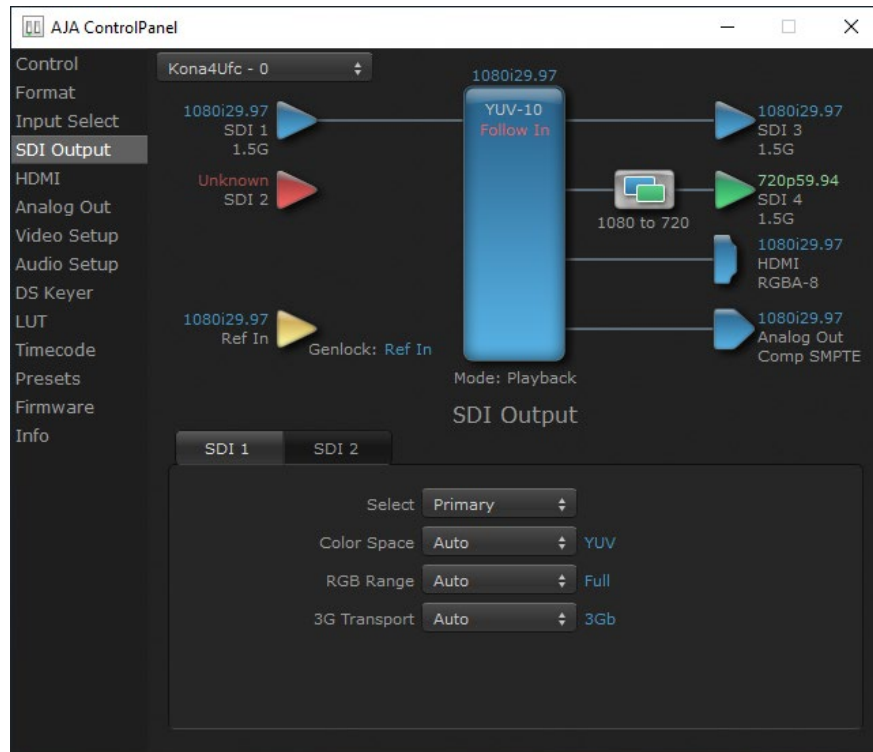 AJA ControlPanel
Control
Format
Input Select
SDI Output
HDMI
Analog Out
Video Setup
Audio Setup
DS Keyer
LUT
Timecode
Presets
Firmware
Info
Kona4Ufc - 0
1080i29.97
SDI 1
1.5G
Unknown
SDI 2
1080i29.97
Ref In
Genlock: Ref In
1080i29.97
YUV-10
Follow In
Mode: Playback
1080 to 720
1080i29.97
SDI 3
1.5G
720p59.94
SDI 4
1.5G
1080i29.97
HDMI
RGBA-8
1080i29.97
Analog Out
Comp SMPTE
SDI Output
SDI 1 SDI 2
Select Primary
Color Space Auto YUV
RGB Range Auto Full
3G Transport Auto 3Gb